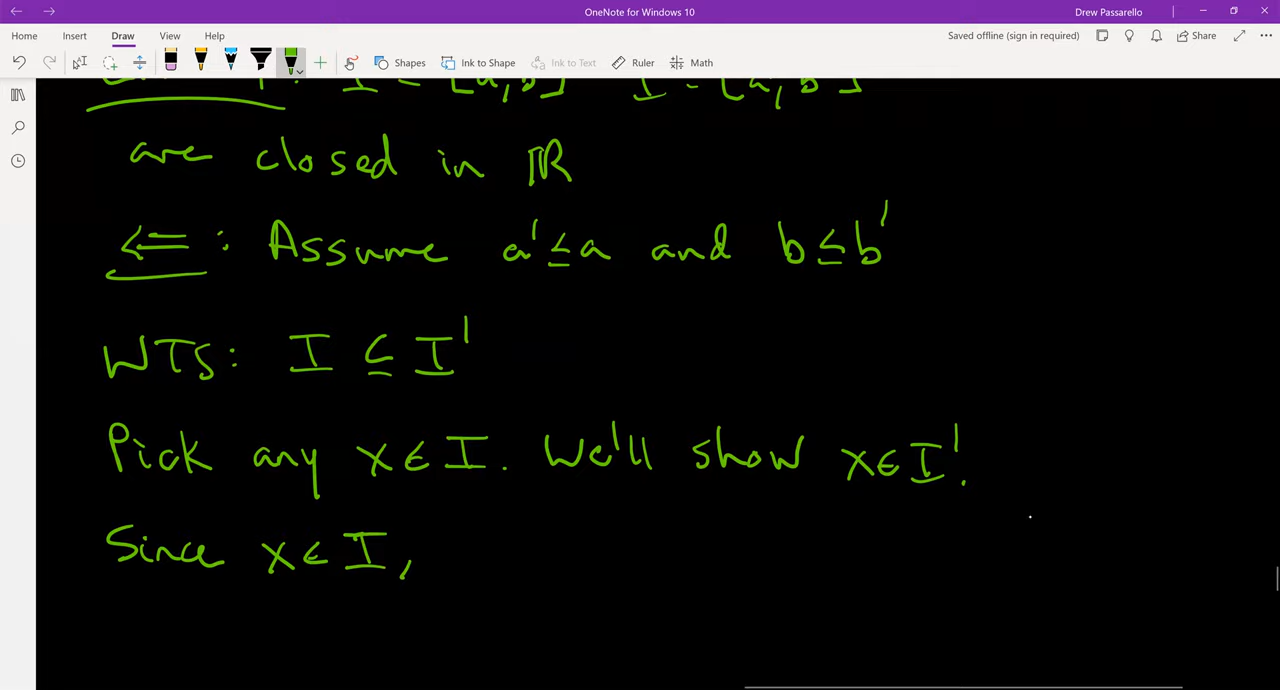 OneNote for Windows 10
Drew Passarello
Home Insert Draw View Help
Saved offline (sign in required)
Share
Shapes
Ink to Shape
Ink to Text
Ruler
Math
I = [a, b] I' = [a', b']
are closed in ℝ
⇐: Assume a' ≤ a and b ≤ b'
WTS: I ⊆ I'
Pick any x ∈ I. We'll show x ∈ I'.
Since x ∈ I,